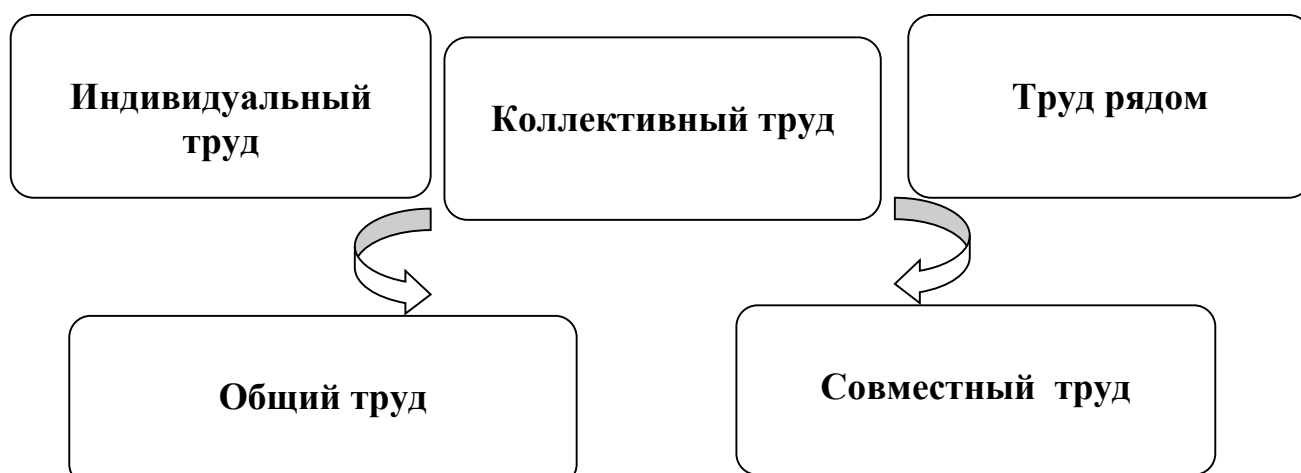 Индивидуальный
труд
Коллективный труд
Труд рядом
Общий труд
Совместный труд